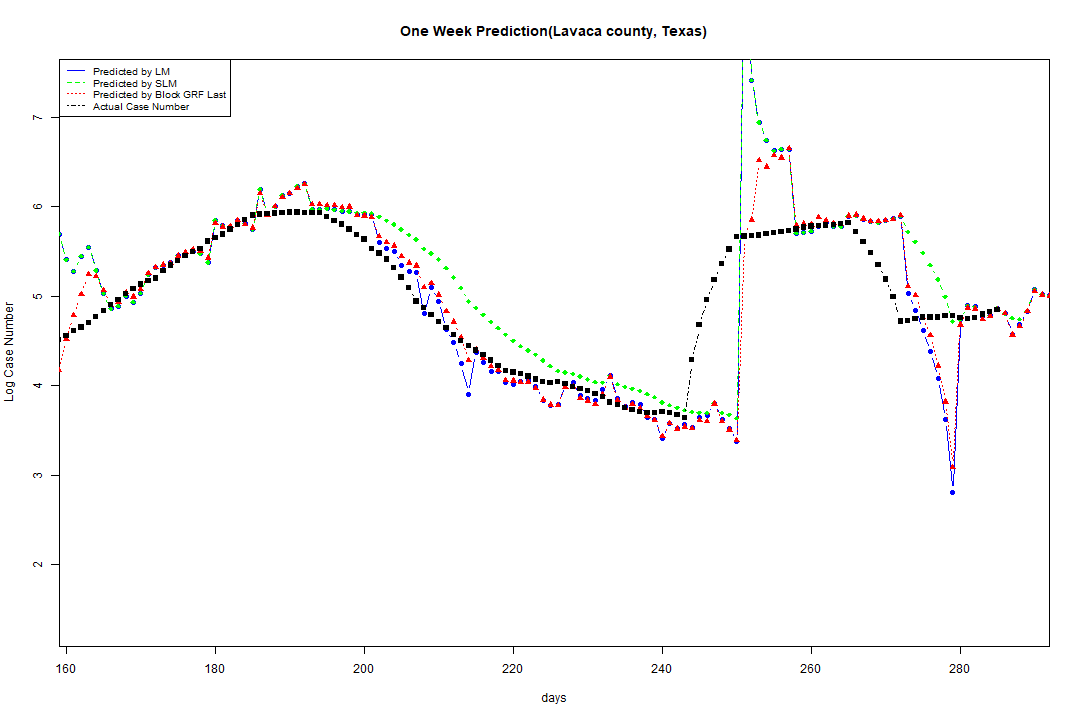 One Week Prediction(Lavaca county, Texas)
Predicted by LM
Predicted by SLM
Predicted by Block GRF Last
Actual Case Number
7
6
5
4
3
2
Log Case Number
160 180 200 220 240 260 280
days